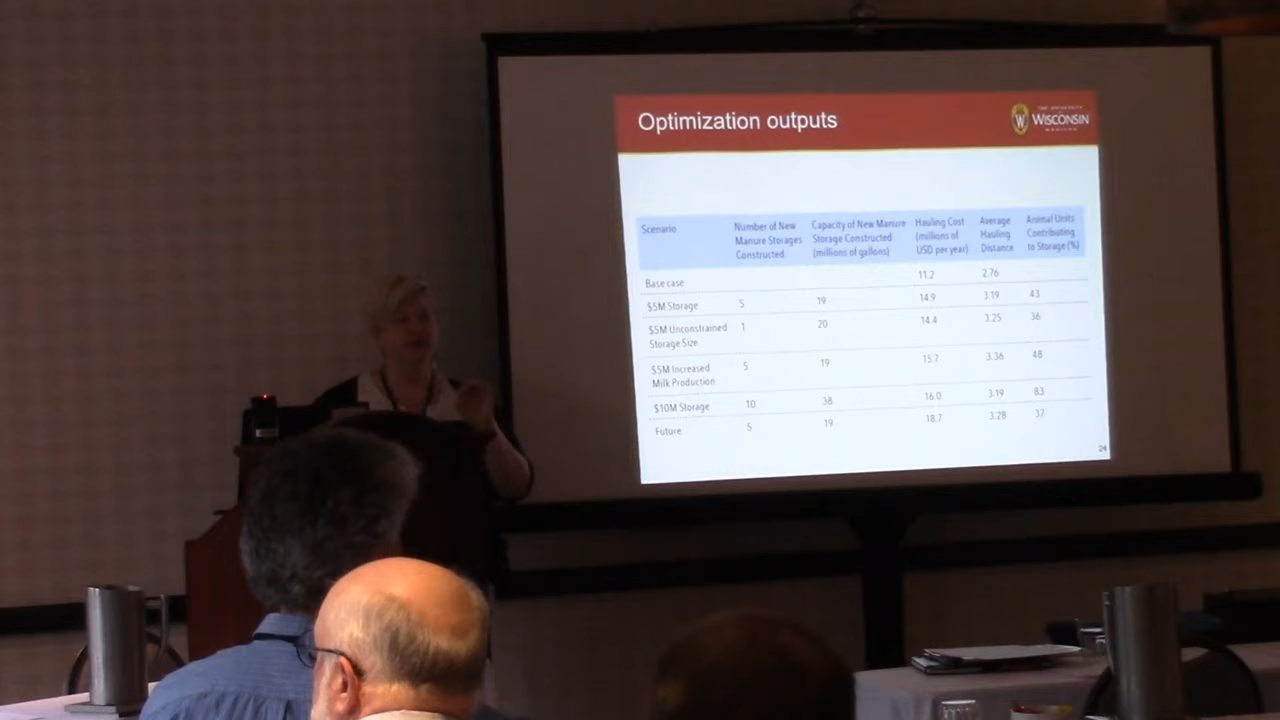 Optimization outputs
THE UNIVERSITY
WISCONSIN
MADISON
Scenario
Number of New
Manure Storages
Constructed
Capacity of New Manure
Storage Constructed
(millions of gallons)
Hauling Cost
(millions of
USD per year)
Average
Hauling
Distance
Animal Units
Contributing
to Storage (%)
Base case 11.2 2.76
$5M Storage 5 19 14.9 3.19 43
$5M Unconstrained 1 20 14.4 3.25 36
Storage Size
$5M Increased 5 19 15.7 3.36 48
Milk Production
$10M Storage 10 38 16.0 3.19 83
Future 5 19 18.7 3.28 37
24